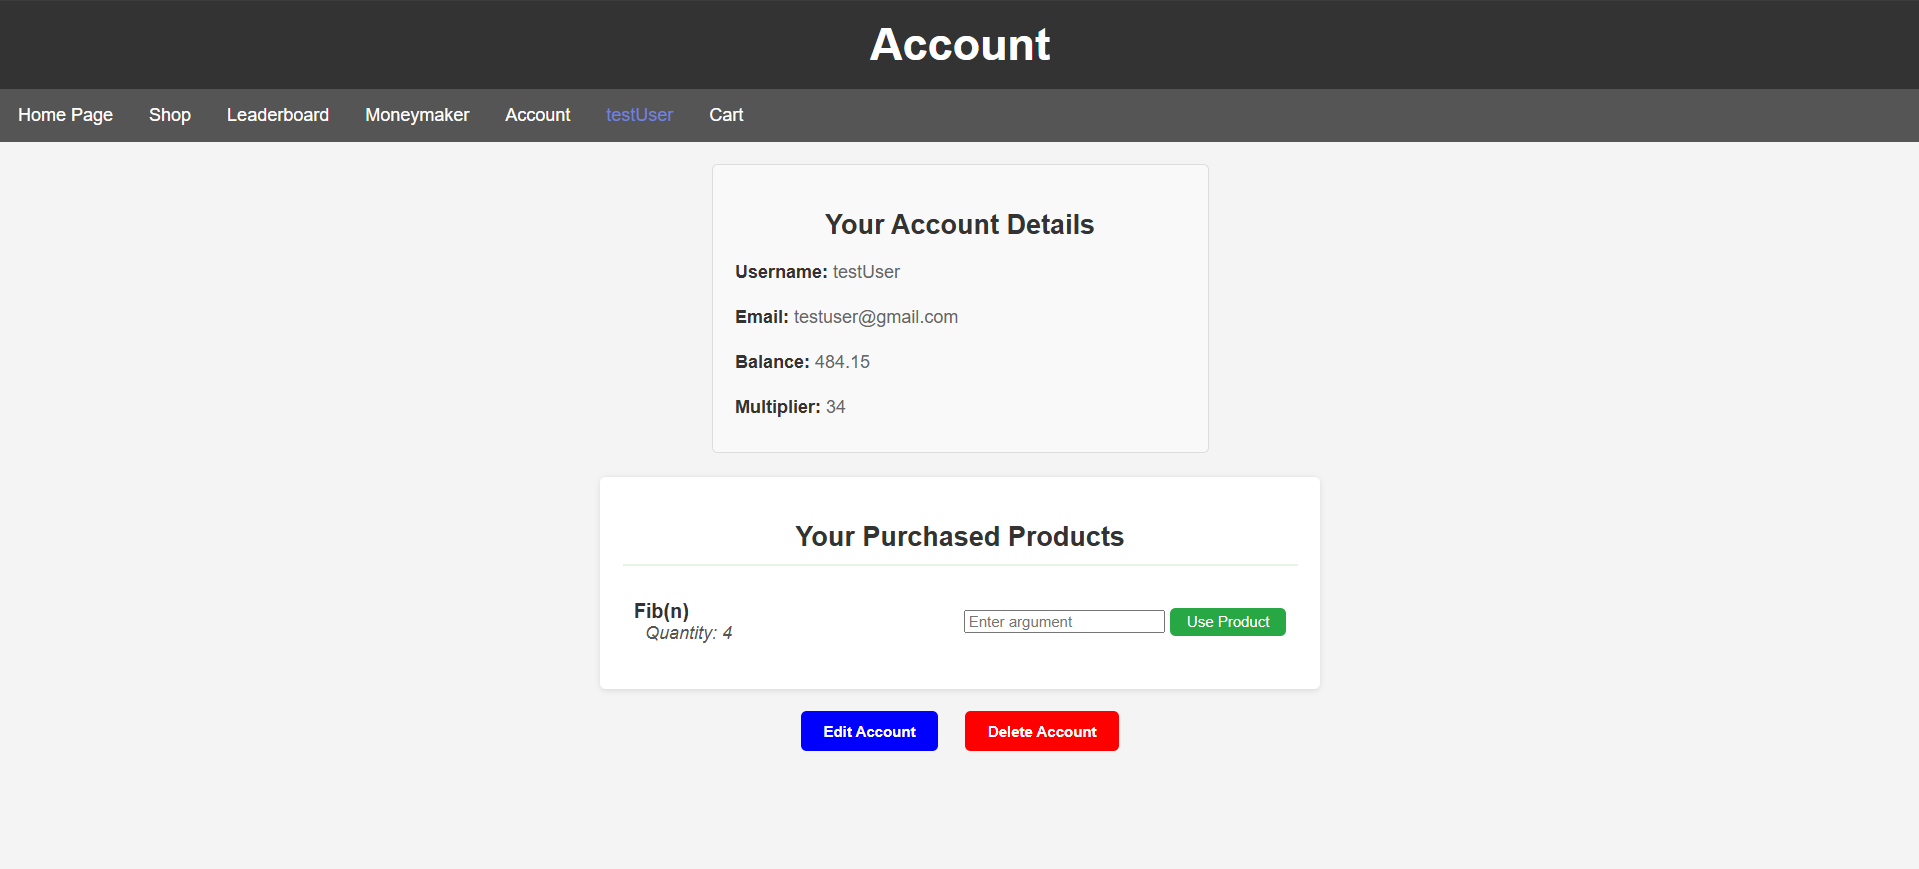 Account
Home Page Shop Leaderboard Moneymaker Account testUser Cart
Your Account Details
Username: testUser
Email: testuser@gmail.com
Balance: 484.15
Multiplier: 34
Your Purchased Products
Fib(n)
Quantity: 4
Enter argument Use Product
Edit Account Delete Account